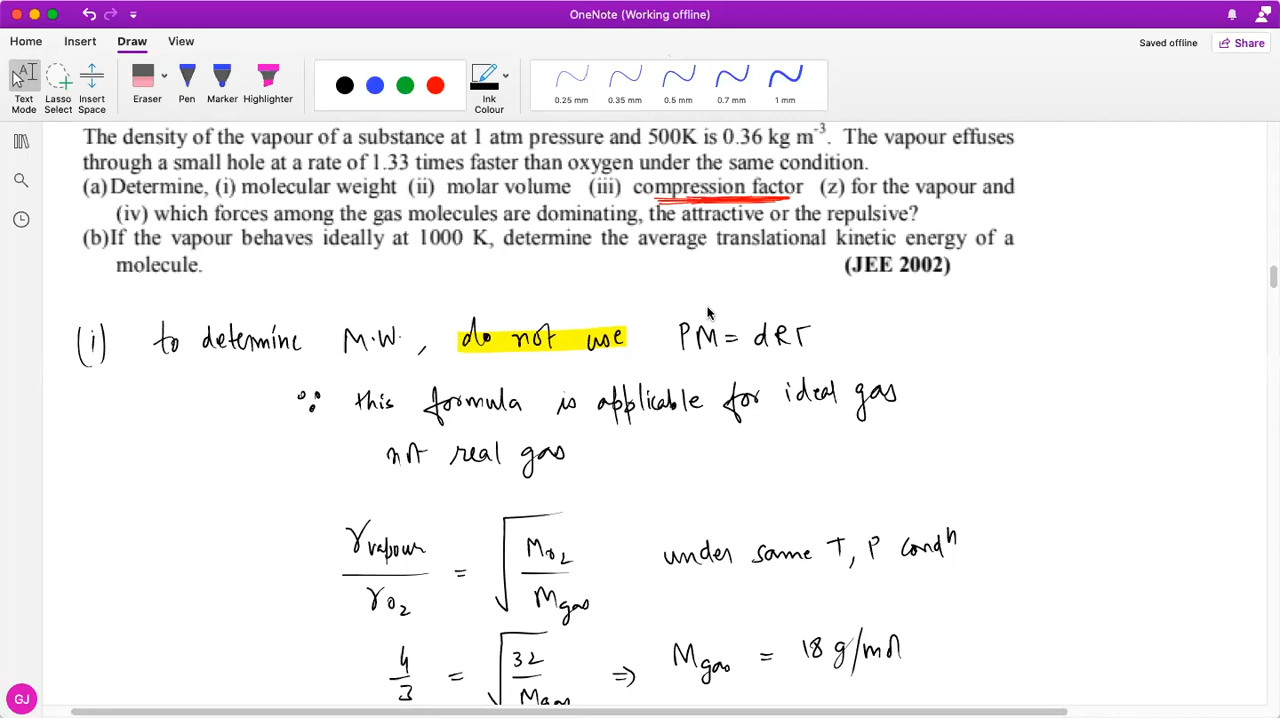 OneNote (Working offline)
Home Insert Draw View
Saved offline Share
Text Mode
Lasso Select
Insert Space
Eraser
Pen
Marker
Highlighter
Ink Colour
0.25 mm 0.35 mm 0.5 mm 0.7 mm 1 mm
The density of the vapour of a substance at 1 atm pressure and 500K is 0.36 kg m⁻³. The vapour effuses
through a small hole at a rate of 1.33 times faster than oxygen under the same condition.
(a)Determine, (i) molecular weight (ii) molar volume (iii) compression factor (z) for the vapour and
(iv) which forces among the gas molecules are dominating, the attractive or the repulsive?
(b)If the vapour behaves ideally at 1000 K, determine the average translational kinetic energy of a
molecule. (JEE 2002)
(i) to determine M.W., do not use PM = dRT
∵ this formula is applicable for ideal gas
not real gas
r vapour / r O₂ = √(M O₂ / M gas) under same T, P condⁿ
4/3 = √(32 / M gas) ⇒ M gas = 18 g/mol
GJ